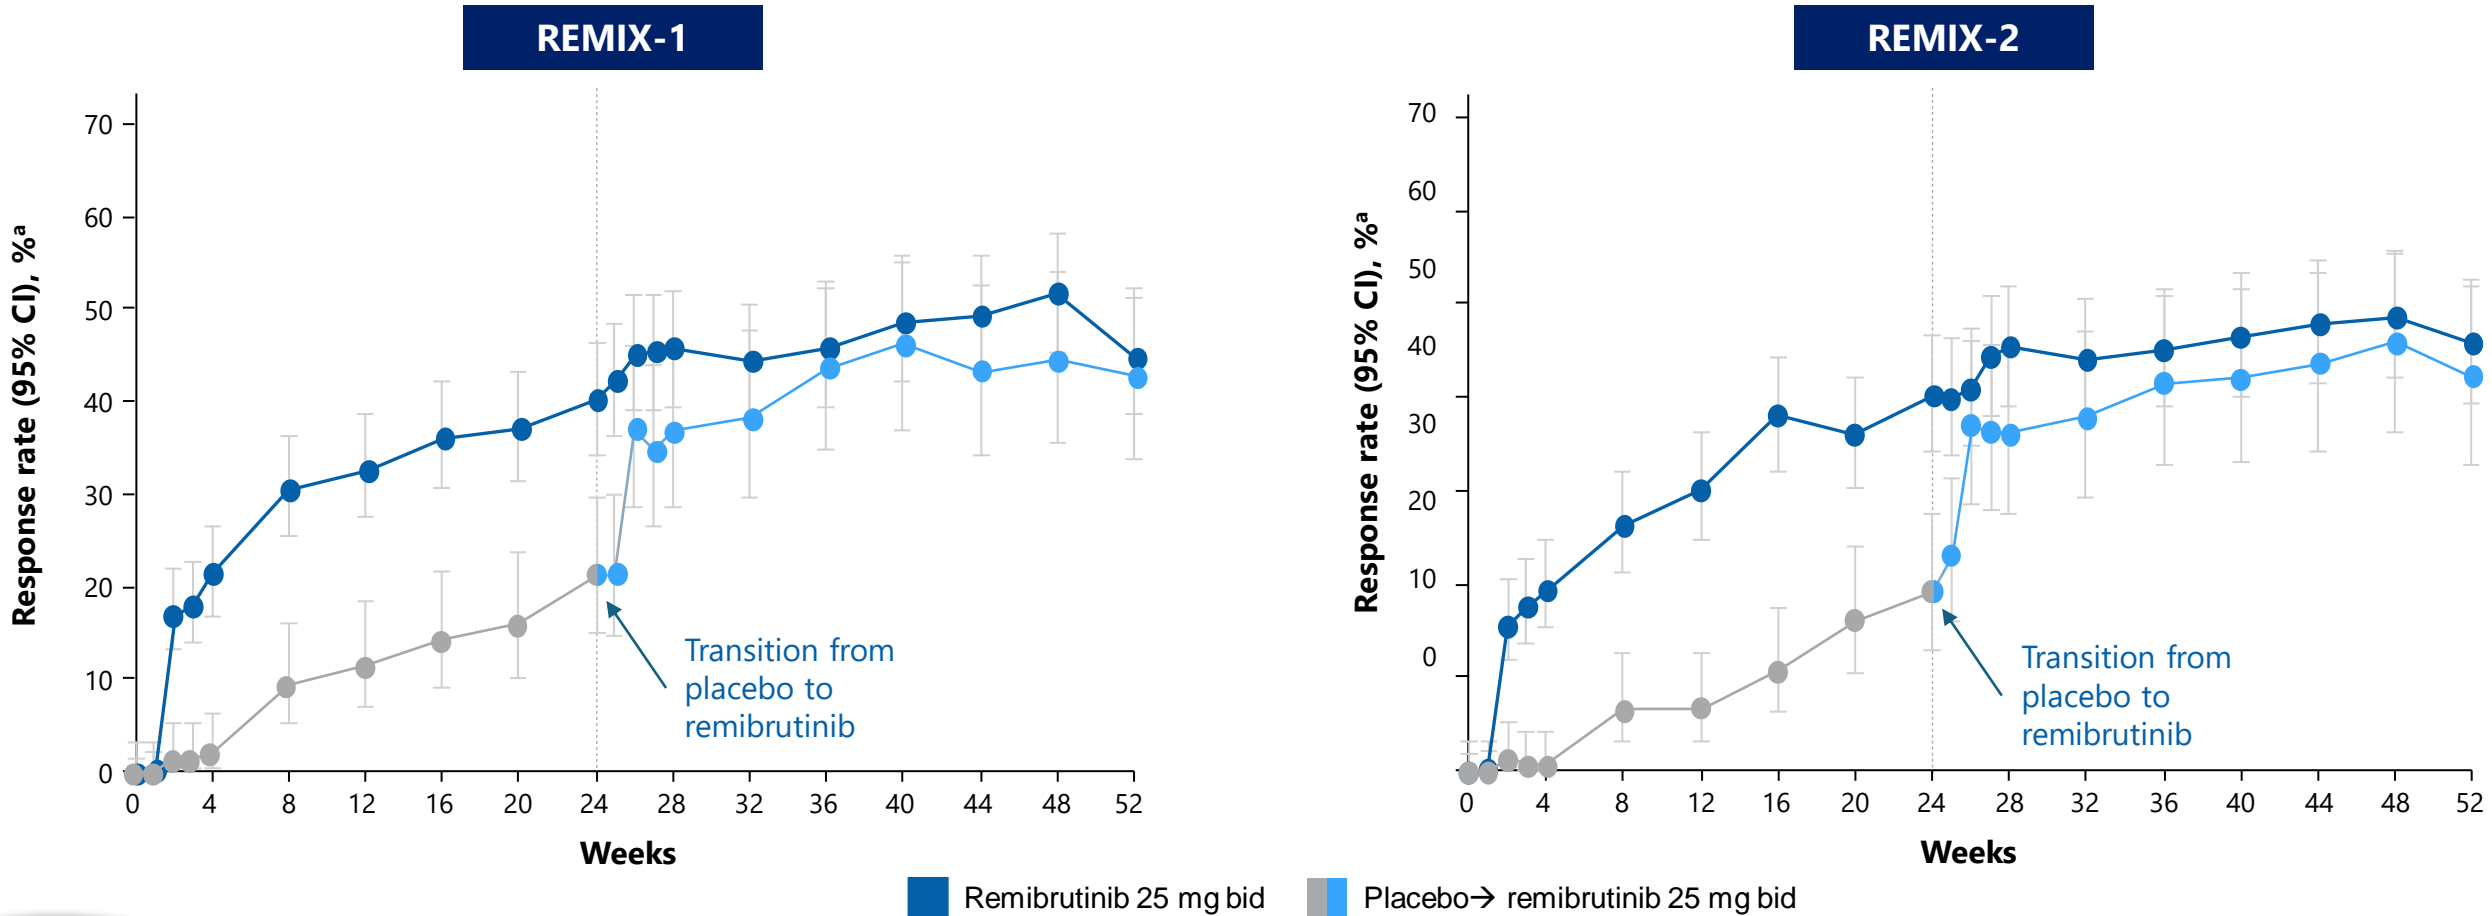 REMIX-1
REMIX-2
Response rate (95% CI), %ᵃ
70
60
50
40
30
20
10
0
0 4 8 12 16 20 24 28 32 36 40 44 48 52
Weeks
Transition from
placebo to
remibrutinib
Response rate (95% CI), %ᵃ
70
60
50
40
30
20
10
0
0 4 8 12 16 20 24 28 32 36 40 44 48 52
Weeks
Transition from
placebo to
remibrutinib
Remibrutinib 25 mg bid
Placebo→ remibrutinib 25 mg bid